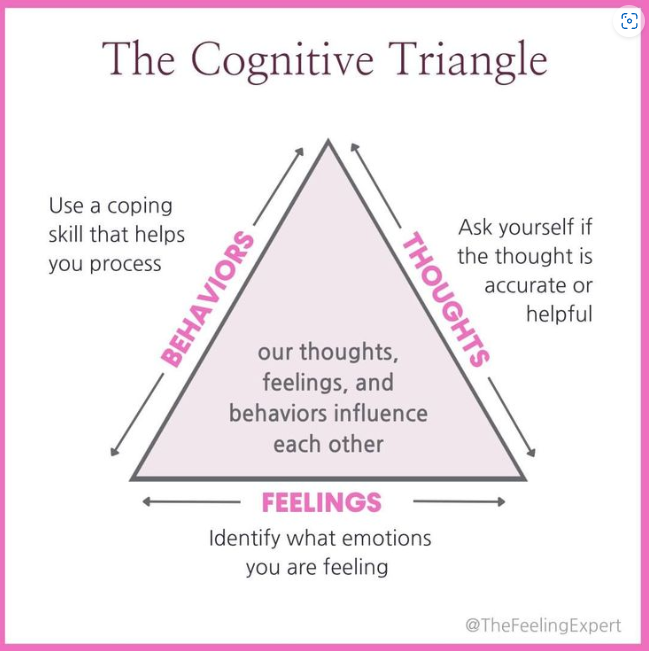 The Cognitive Triangle
Use a coping
skill that helps
you process
BEHAVIORS
THOUGHTS
Ask yourself if
the thought is
accurate or
helpful
our thoughts,
feelings, and
behaviors influence
each other
FEELINGS
Identify what emotions
you are feeling
@TheFeelingExpert